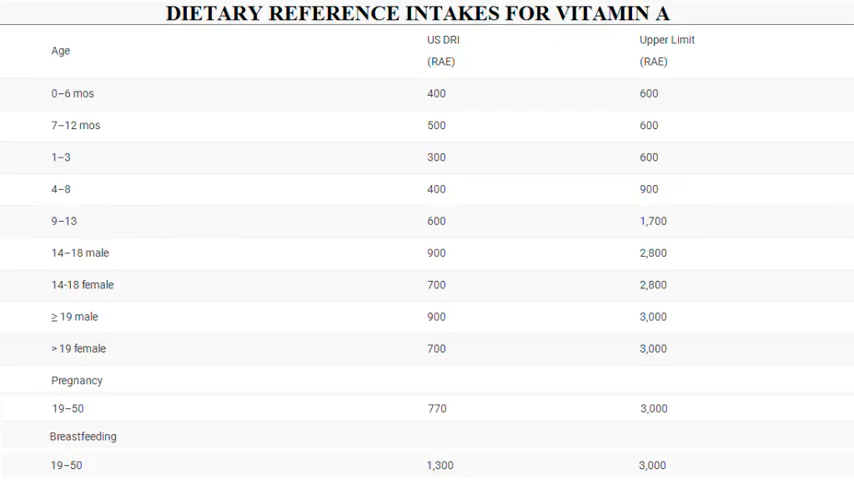 DIETARY REFERENCE INTAKES FOR VITAMIN A
Age US DRI (RAE) Upper Limit (RAE)
0–6 mos 400 600
7–12 mos 500 600
1–3 300 600
4–8 400 900
9–13 600 1,700
14–18 male 900 2,800
14-18 female 700 2,800
≥ 19 male 900 3,000
> 19 female 700 3,000
Pregnancy
19–50 770 3,000
Breastfeeding
19–50 1,300 3,000